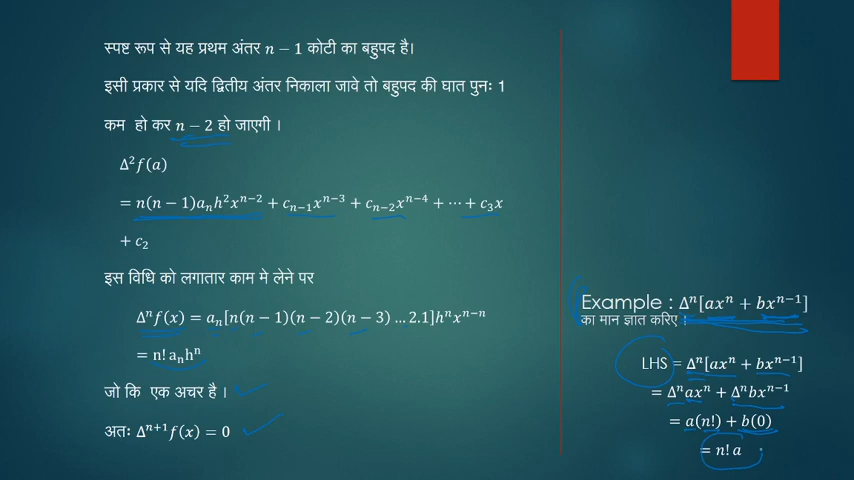 स्पष्ट रूप से यह प्रथम अंतर n − 1 कोटी का बहुपद है।
इसी प्रकार से यदि द्वितीय अंतर निकाला जावे तो बहुपद की घात पुनः 1
कम हो कर n − 2 हो जाएगी ।
Δ²f(a)
= n(n − 1)aₙh²xⁿ⁻² + cₙ₋₁xⁿ⁻³ + cₙ₋₂xⁿ⁻⁴ + ⋯ + c₃x
+ c₂
इस विधि को लगातार काम मे लेने पर
Δⁿf(x) = aₙ[n(n − 1)(n − 2)(n − 3) … 2.1]hⁿxⁿ⁻ⁿ
= n! aₙhⁿ
जो कि एक अचर है ।
अतः Δⁿ⁺¹f(x) = 0
Example : Δⁿ[axⁿ + bxⁿ⁻¹]
का मान ज्ञात करिए ।
LHS = Δⁿ[axⁿ + bxⁿ⁻¹]
= Δⁿaxⁿ + Δⁿbxⁿ⁻¹
= a(n!) + b(0)
= n! a